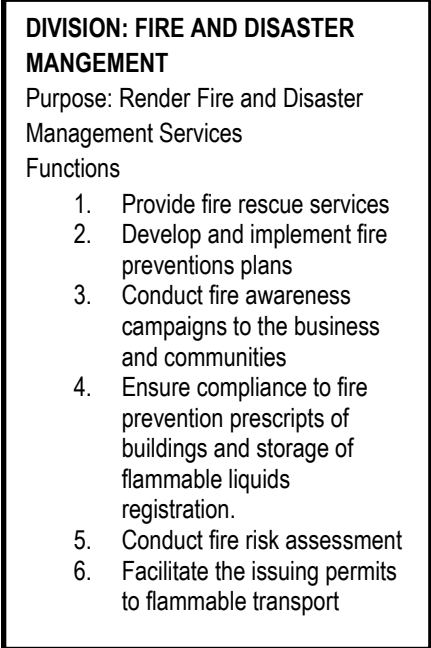 DIVISION: FIRE AND DISASTER
MANGEMENT
Purpose: Render Fire and Disaster
Management Services
Functions
1. Provide fire rescue services
2. Develop and implement fire
preventions plans
3. Conduct fire awareness
campaigns to the business
and communities
4. Ensure compliance to fire
prevention prescripts of
buildings and storage of
flammable liquids
registration.
5. Conduct fire risk assessment
6. Facilitate the issuing permits
to flammable transport